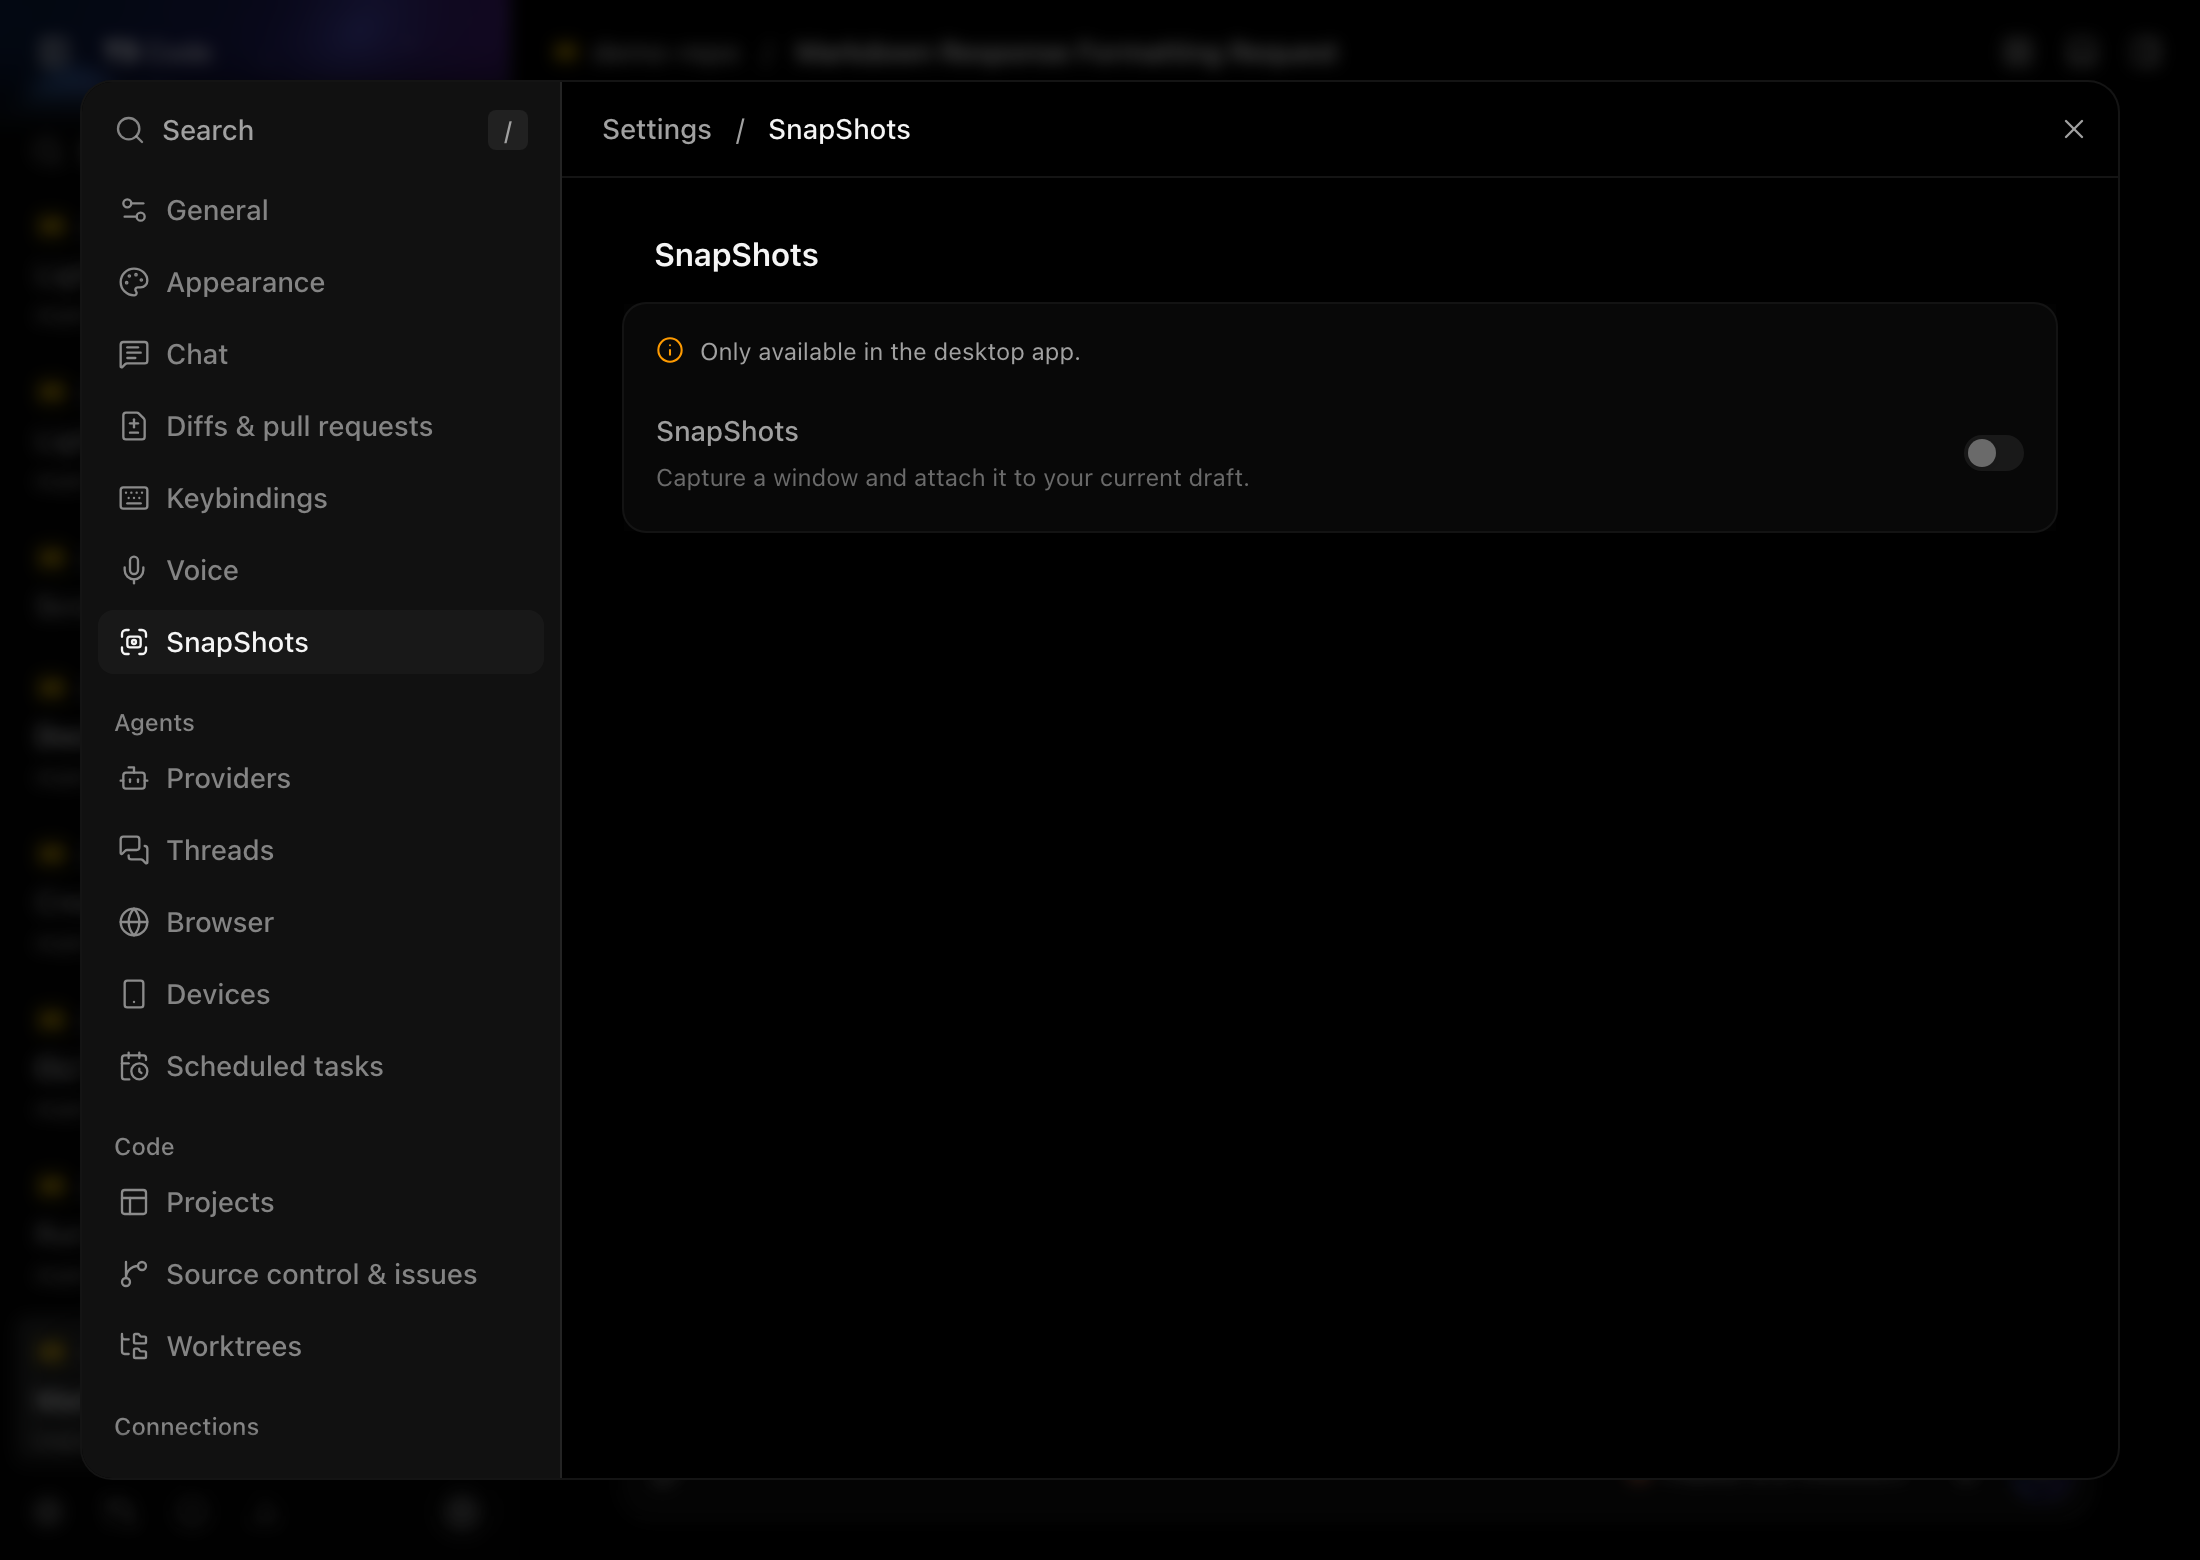 Search /
General
Appearance
Chat
Diffs & pull requests
Keybindings
Voice
SnapShots
Agents
Providers
Threads
Browser
Devices
Scheduled tasks
Code
Projects
Source control & issues
Worktrees
Connections
Settings / SnapShots
SnapShots
Only available in the desktop app.
SnapShots
Capture a window and attach it to your current draft.